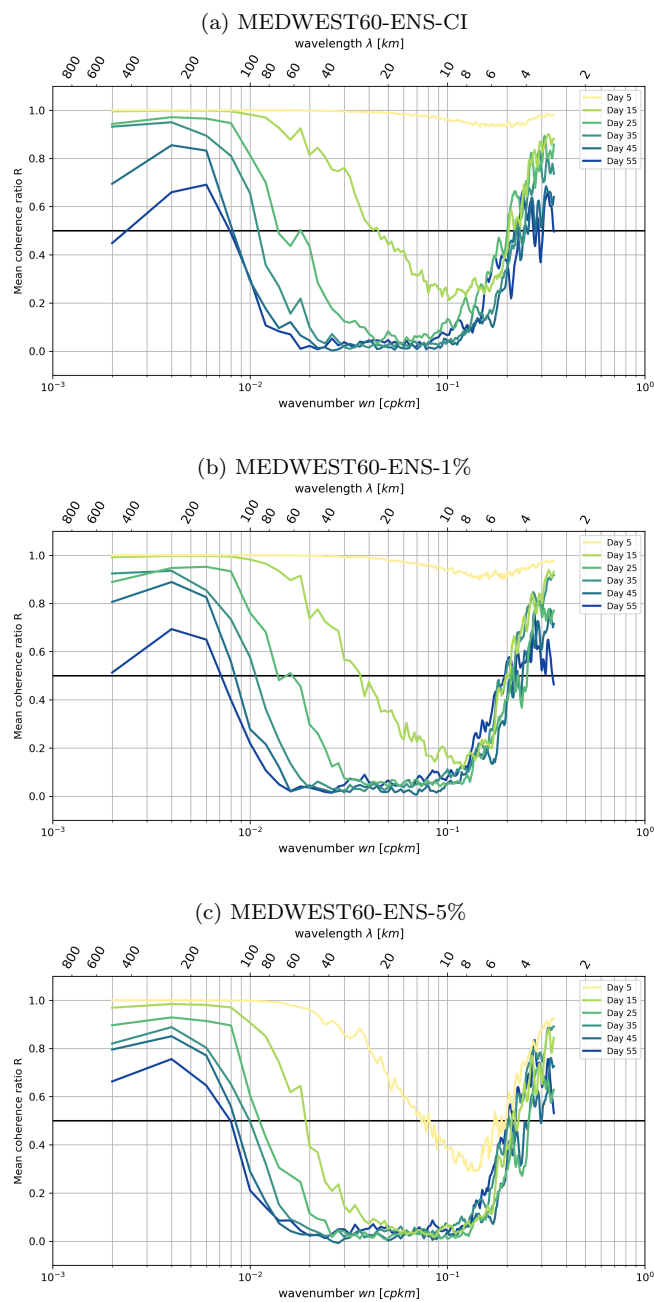 (a) MEDWEST60-ENS-CI
wavelength λ [km]
800 500 400 200 100 80 60 40 20 10 8 6 4 2
Mean coherence ratio R
1.0
0.8
0.6
0.4
0.2
0.0
Day 5
Day 15
Day 25
Day 35
Day 45
Day 55
10⁻³ 10⁻² 10⁻¹ 10⁰
wavenumber wn [cpkm]
(b) MEDWEST60-ENS-1%
wavelength λ [km]
800 500 400 200 100 80 60 40 20 10 8 6 4 2
Mean coherence ratio R
1.0
0.8
0.6
0.4
0.2
0.0
Day 5
Day 15
Day 25
Day 35
Day 45
Day 55
10⁻³ 10⁻² 10⁻¹ 10⁰
wavenumber wn [cpkm]
(c) MEDWEST60-ENS-5%
wavelength λ [km]
800 500 400 200 100 80 60 40 20 10 8 6 4 2
Mean coherence ratio R
1.0
0.8
0.6
0.4
0.2
0.0
Day 5
Day 15
Day 25
Day 35
Day 45
Day 55
10⁻³ 10⁻² 10⁻¹ 10⁰
wavenumber wn [cpkm]